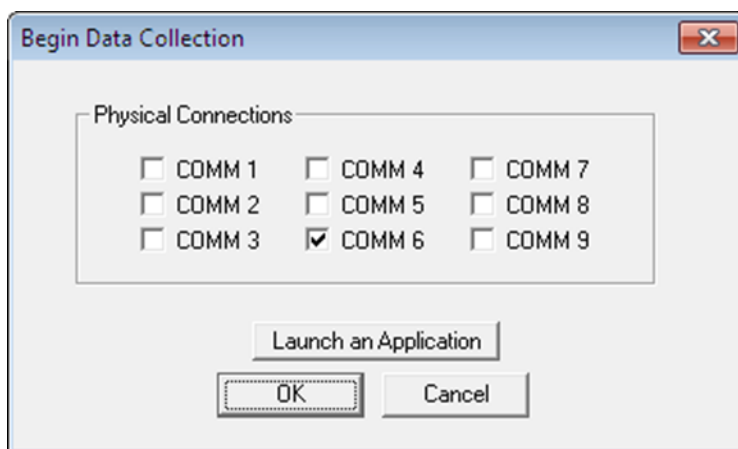 Begin Data Collection
Physical Connections
COMM 1 COMM 4 COMM 7
COMM 2 COMM 5 COMM 8
COMM 3 COMM 6 COMM 9
Launch an Application
OK Cancel